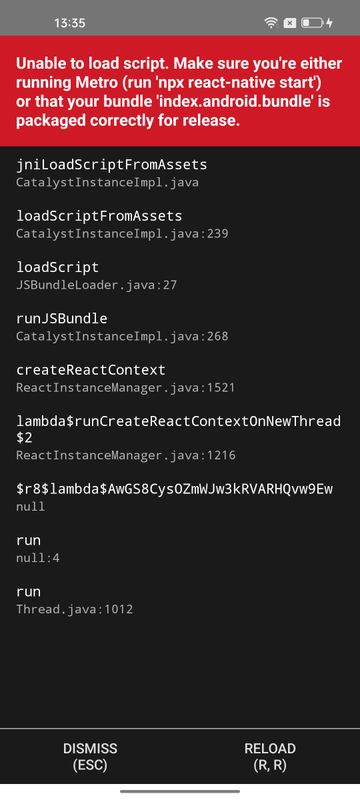 13:35
Unable to load script. Make sure you're either
running Metro (run 'npx react-native start')
or that your bundle 'index.android.bundle' is
packaged correctly for release.
jniLoadScriptFromAssets
CatalystInstanceImpl.java
loadScriptFromAssets
CatalystInstanceImpl.java:239
loadScript
JSBundleLoader.java:27
runJSBundle
CatalystInstanceImpl.java:268
createReactContext
ReactInstanceManager.java:1521
lambda$runCreateReactContextOnNewThread
$2
ReactInstanceManager.java:1216
$r8$lambda$AwGS8CysOZmWJw3kRVARHQvw9Ew
null
run
null:4
run
Thread.java:1012
DISMISS
(ESC)
RELOAD
(R, R)